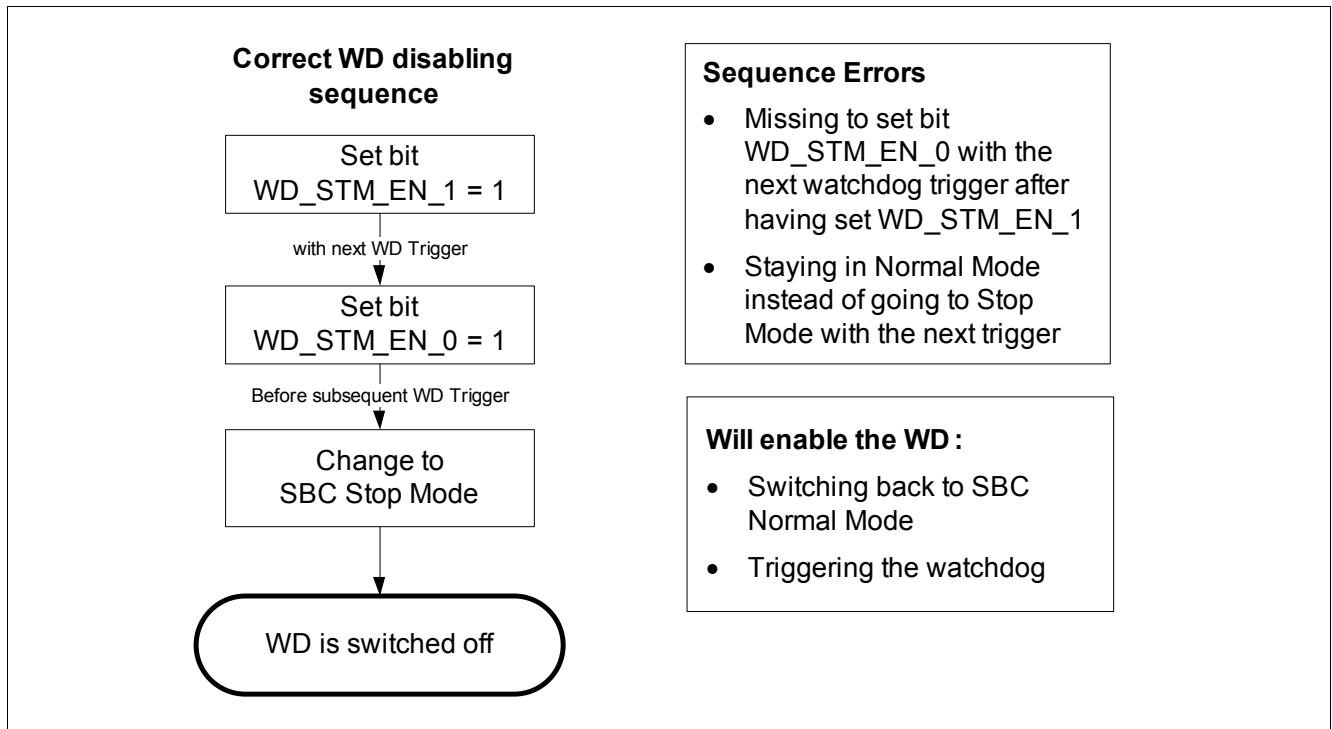 Correct WD disabling
sequence
Set bit
WD_STM_EN_1 = 1
with next WD Trigger
Set bit
WD_STM_EN_0 = 1
Before subsequent WD Trigger
Change to
SBC Stop Mode
WD is switched off
Sequence Errors
• Missing to set bit
WD_STM_EN_0 with the
next watchdog trigger after
having set WD_STM_EN_1
• Staying in Normal Mode
instead of going to Stop
Mode with the next trigger
Will enable the WD :
• Switching back to SBC
Normal Mode
• Triggering the watchdog